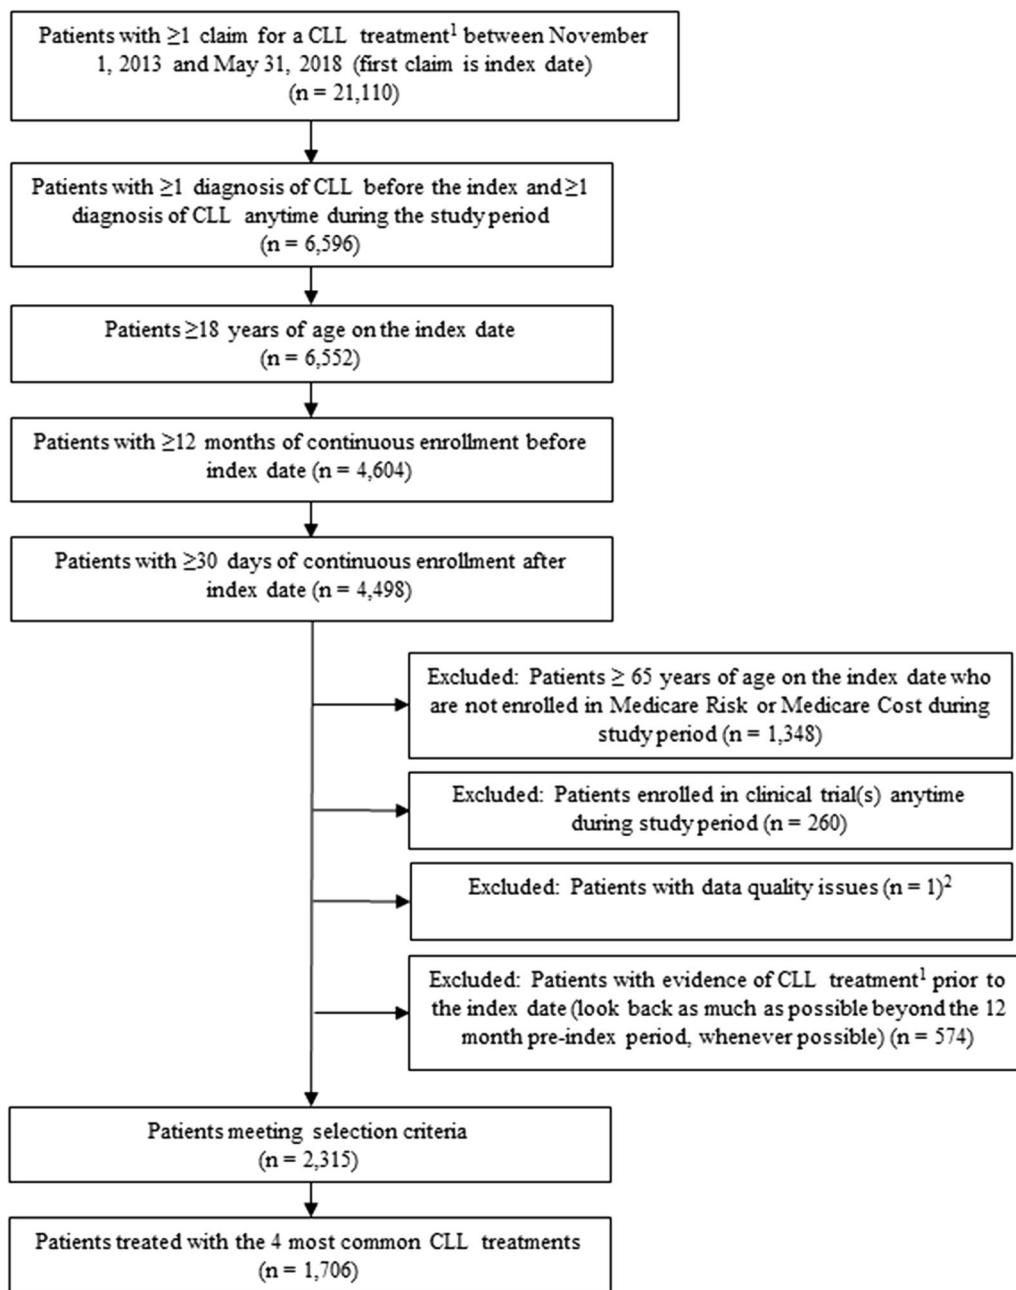 Patients with ≥1 claim for a CLL treatment1 between November
1, 2013 and May 31, 2018 (first claim is index date)
(n = 21,110)
Patients with ≥1 diagnosis of CLL before the index and ≥1
diagnosis of CLL anytime during the study period
(n = 6,596)
Patients ≥18 years of age on the index date
(n = 6,552)
Patients with ≥12 months of continuous enrollment before
index date (n = 4,604)
Patients with ≥30 days of continuous enrollment after
index date (n = 4,498)
Excluded: Patients ≥ 65 years of age on the index date who
are not enrolled in Medicare Risk or Medicare Cost during
study period (n = 1,348)
Excluded: Patients enrolled in clinical trial(s) anytime
during study period (n = 260)
Excluded: Patients with data quality issues (n = 1)2
Excluded: Patients with evidence of CLL treatment1 prior to
the index date (look back as much as possible beyond the 12
month pre-index period, whenever possible) (n = 574)
Patients meeting selection criteria
(n = 2,315)
Patients treated with the 4 most common CLL treatments
(n = 1,706)